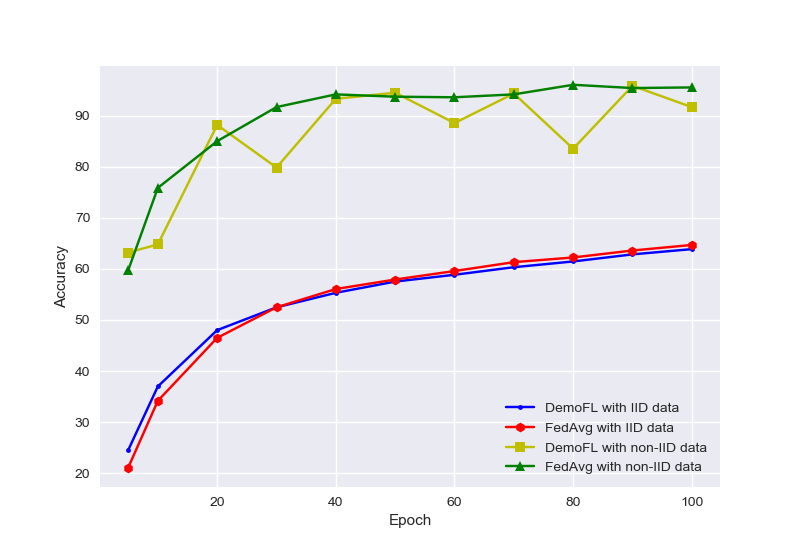 90
80
70
60
50
40
30
20
Accuracy
DemoFL with IID data
FedAvg with IID data
DemoFL with non-IID data
FedAvg with non-IID data
20 40 60 80 100
Epoch